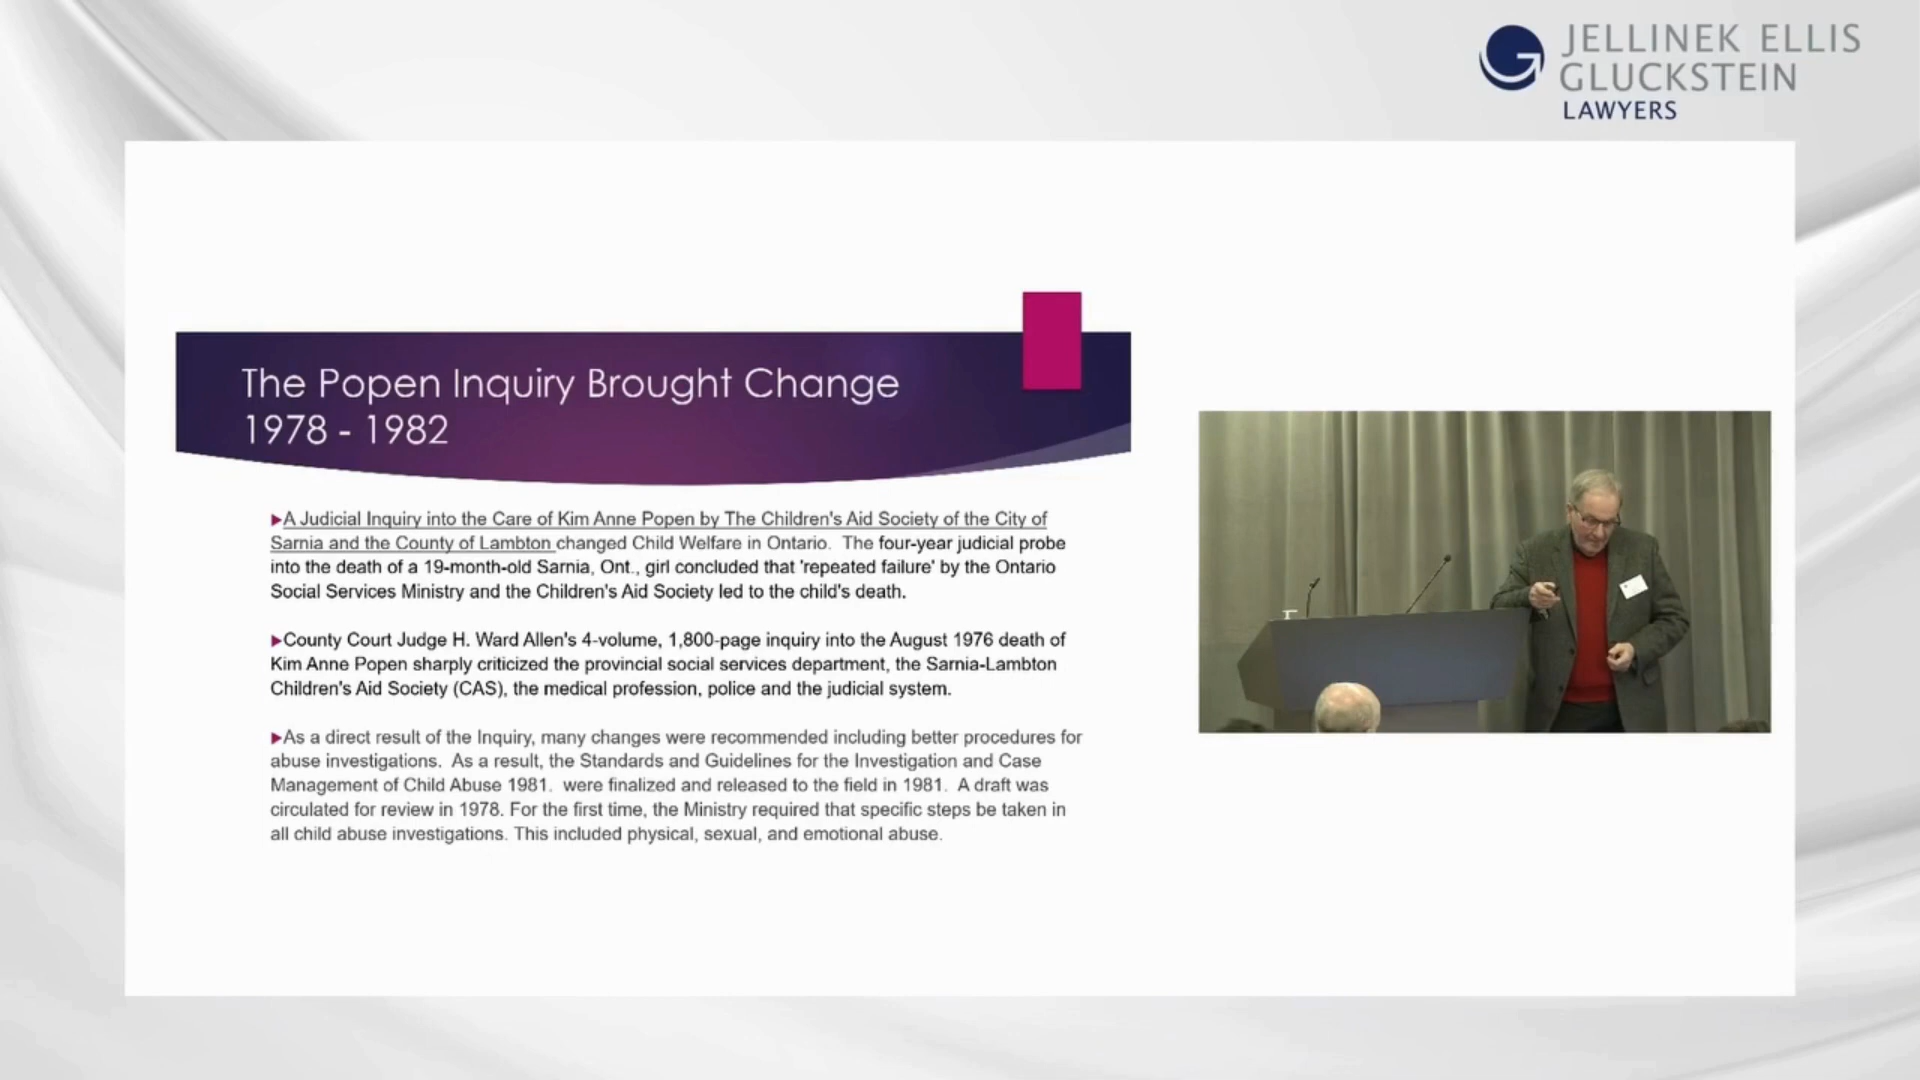 JELLINEK ELLIS
GLUCKSTEIN
LAWYERS
The Popen Inquiry Brought Change
1978 - 1982
A Judicial Inquiry into the Care of Kim Anne Popen by The Children's Aid Society of the City of
Sarnia and the County of Lambton changed Child Welfare in Ontario. The four-year judicial probe
into the death of a 19-month-old Sarnia, Ont., girl concluded that 'repeated failure' by the Ontario
Social Services Ministry and the Children's Aid Society led to the child's death.
County Court Judge H. Ward Allen's 4-volume, 1,800-page inquiry into the August 1976 death of
Kim Anne Popen sharply criticized the provincial social services department, the Sarnia-Lambton
Children's Aid Society (CAS), the medical profession, police and the judicial system.
As a direct result of the Inquiry, many changes were recommended including better procedures for
abuse investigations. As a result, the Standards and Guidelines for the Investigation and Case
Management of Child Abuse 1981. were finalized and released to the field in 1981. A draft was
circulated for review in 1978. For the first time, the Ministry required that specific steps be taken in
all child abuse investigations. This included physical, sexual, and emotional abuse.